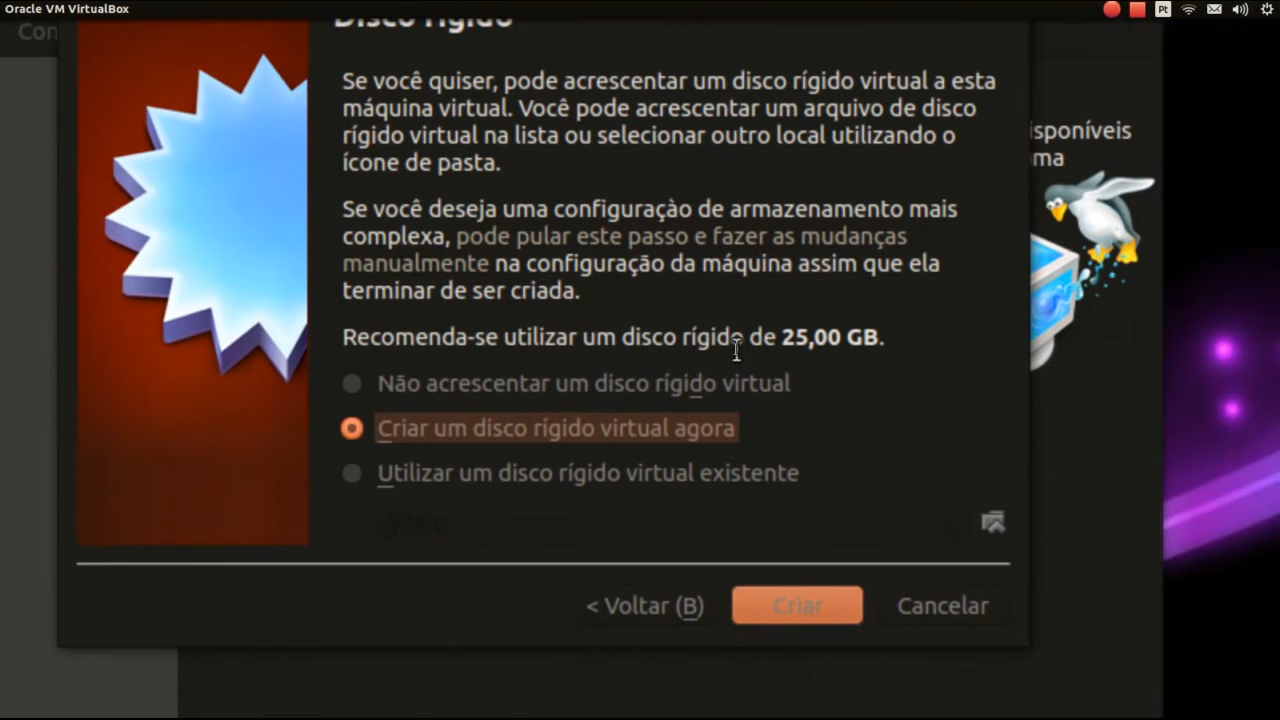 Oracle VM VirtualBox
Pt
Con
Disco rígido
Se você quiser, pode acrescentar um disco rígido virtual a esta
máquina virtual. Você pode acrescentar um arquivo de disco
rígido virtual na lista ou selecionar outro local utilizando o
ícone de pasta.
isponíveis
ma
Se você deseja uma configuraçào de armazenamento mais
complexa, pode pular este passo e fazer as mudanças
manualmente na configuração da máquina assim que ela
terminar de ser criada.
Recomenda-se utilizar um disco rígido de 25,00 GB.
Não acrescentar um disco rígido virtual
Criar um disco rígido virtual agora
Utilizar um disco rígido virtual existente
Vazio
< Voltar (B)
Criar
Cancelar